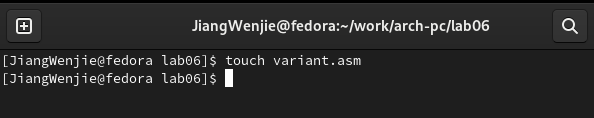 JiangWenjie@fedora:~/work/arch-pc/lab06
[JiangWenjie@fedora lab06]$ touch variant.asm
[JiangWenjie@fedora lab06]$